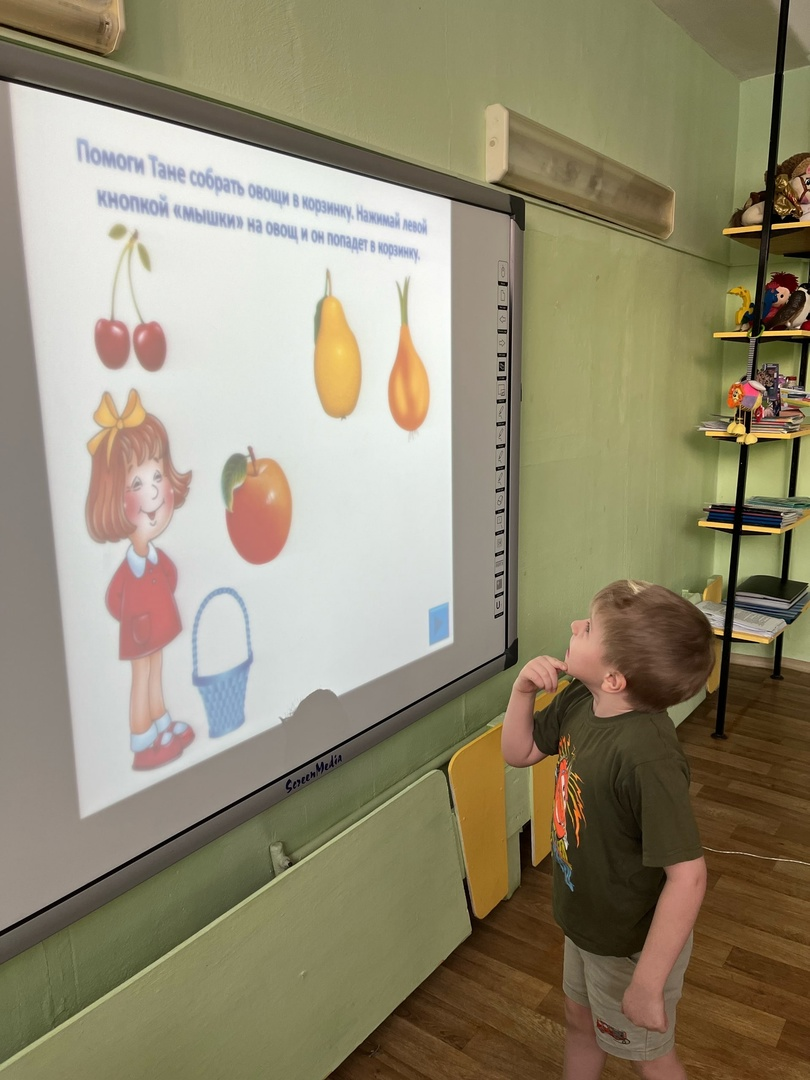 Помоги Тане собрать овощи в корзинку. Нажимай левой
кнопкой «мышки» на овощ и он попадет в корзинку.
ScreenMedia